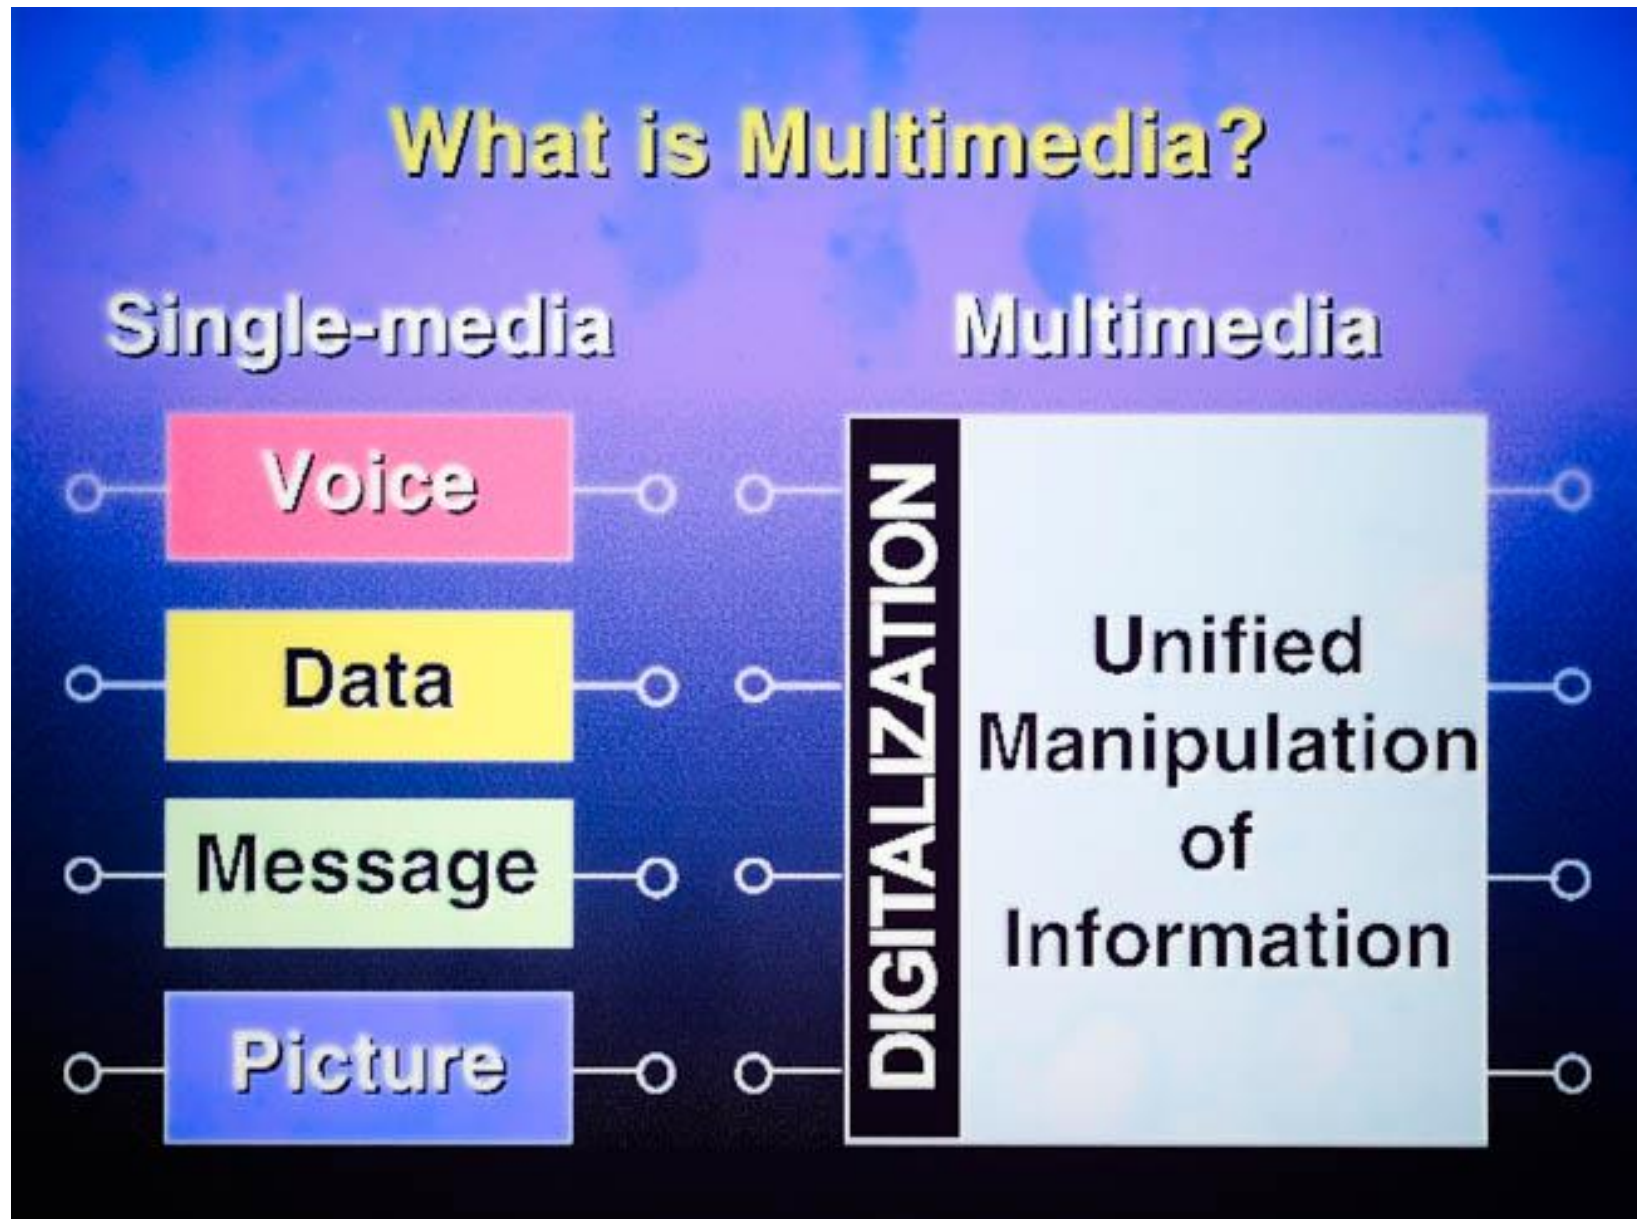 What is Multimedia?
Single-media
Voice
Data
Message
Picture
Multimedia
DIGITALIZATION
Unified
Manipulation
of
Information